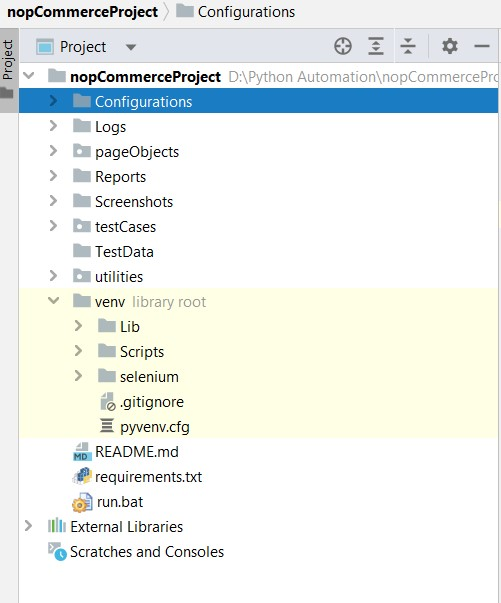 nopCommerceProject Configurations
Project
Project
nopCommerceProject D:\Python Automation\nopCommercePro
Configurations
Logs
pageObjects
Reports
Screenshots
testCases
TestData
utilities
venv library root
Lib
Scripts
selenium
.gitignore
pyvenv.cfg
MD README.md
requirements.txt
run.bat
External Libraries
Scratches and Consoles